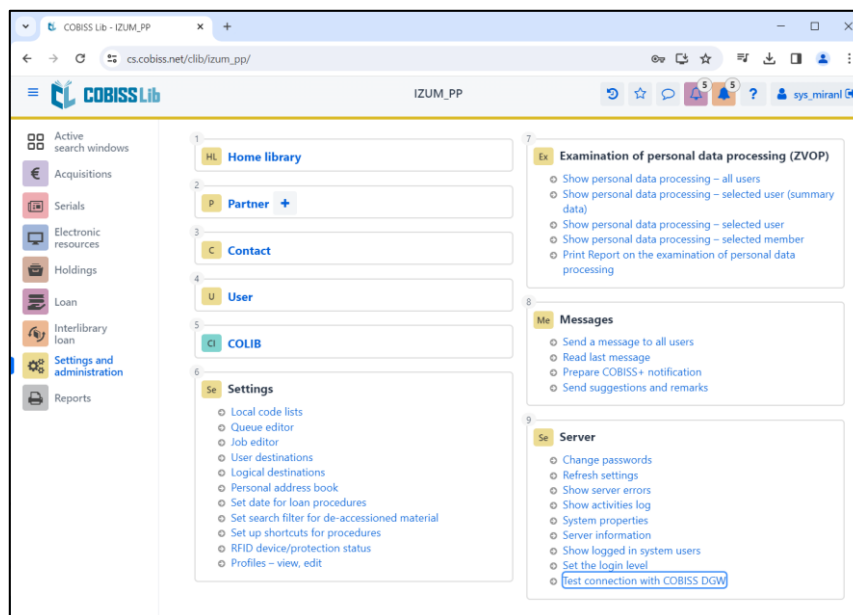 COBISS Lib - IZUM_PP
cs.cobiss.net/clib/izum_pp/
COBISS Lib
IZUM_PP
5
5
?
sys_miranl
Active
search windows
€
Acquisitions
Serials
Electronic
resources
Holdings
Loan
Interlibrary
loan
Settings and
administration
Reports
1
HL Home library
2
P Partner +
3
C Contact
4
U User
5
CI COLIB
6
Se Settings
Local code lists
Queue editor
Job editor
User destinations
Logical destinations
Personal address book
Set date for loan procedures
Set search filter for de-accessioned material
Set up shortcuts for procedures
RFID device/protection status
Profiles – view, edit
7
Ex Examination of personal data processing (ZVOP)
Show personal data processing – all users
Show personal data processing – selected user (summary
data)
Show personal data processing – selected user
Show personal data processing – selected member
Print Report on the examination of personal data
processing
8
Me Messages
Send a message to all users
Read last message
Prepare COBISS+ notification
Send suggestions and remarks
9
Se Server
Change passwords
Refresh settings
Show server errors
Show activities log
System properties
Server information
Show logged in system users
Set the login level
Test connection with COBISS DGW